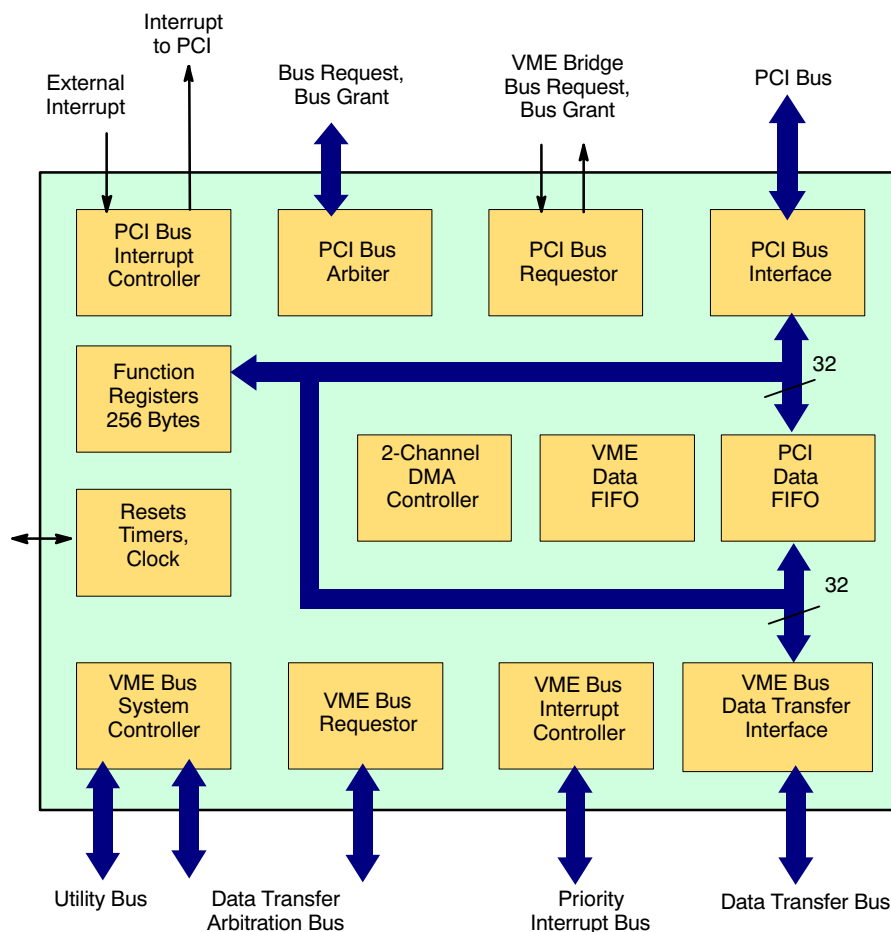 Interrupt
to PCI
External
Interrupt
Bus Request,
Bus Grant
VME Bridge
Bus Request,
Bus Grant
PCI Bus
PCI Bus
Interrupt
Controller
PCI Bus
Arbiter
PCI Bus
Requestor
PCI Bus
Interface
Function
Registers
256 Bytes
32
2-Channel
DMA
Controller
VME
Data
FIFO
PCI
Data
FIFO
Resets
Timers,
Clock
32
VME Bus
System
Controller
VME Bus
Requestor
VME Bus
Interrupt
Controller
VME Bus
Data Transfer
Interface
Utility Bus
Data Transfer
Arbitration Bus
Priority
Interrupt Bus
Data Transfer Bus